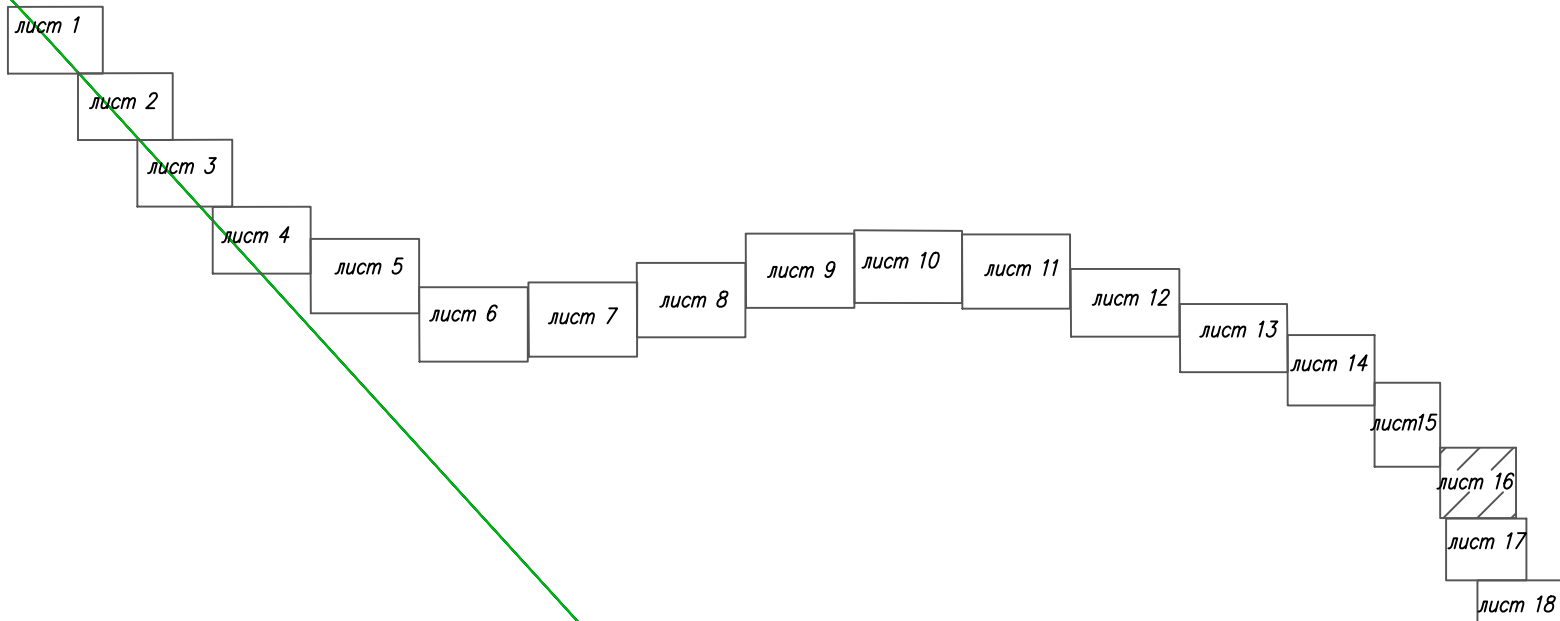 лист 1
лист 2
лист 3
лист 4
лист 5
лист 6
лист 7
лист 8
лист 9
лист 10
лист 11
лист 12
лист 13
лист 14
лист15
лист 16
лист 17
лист 18